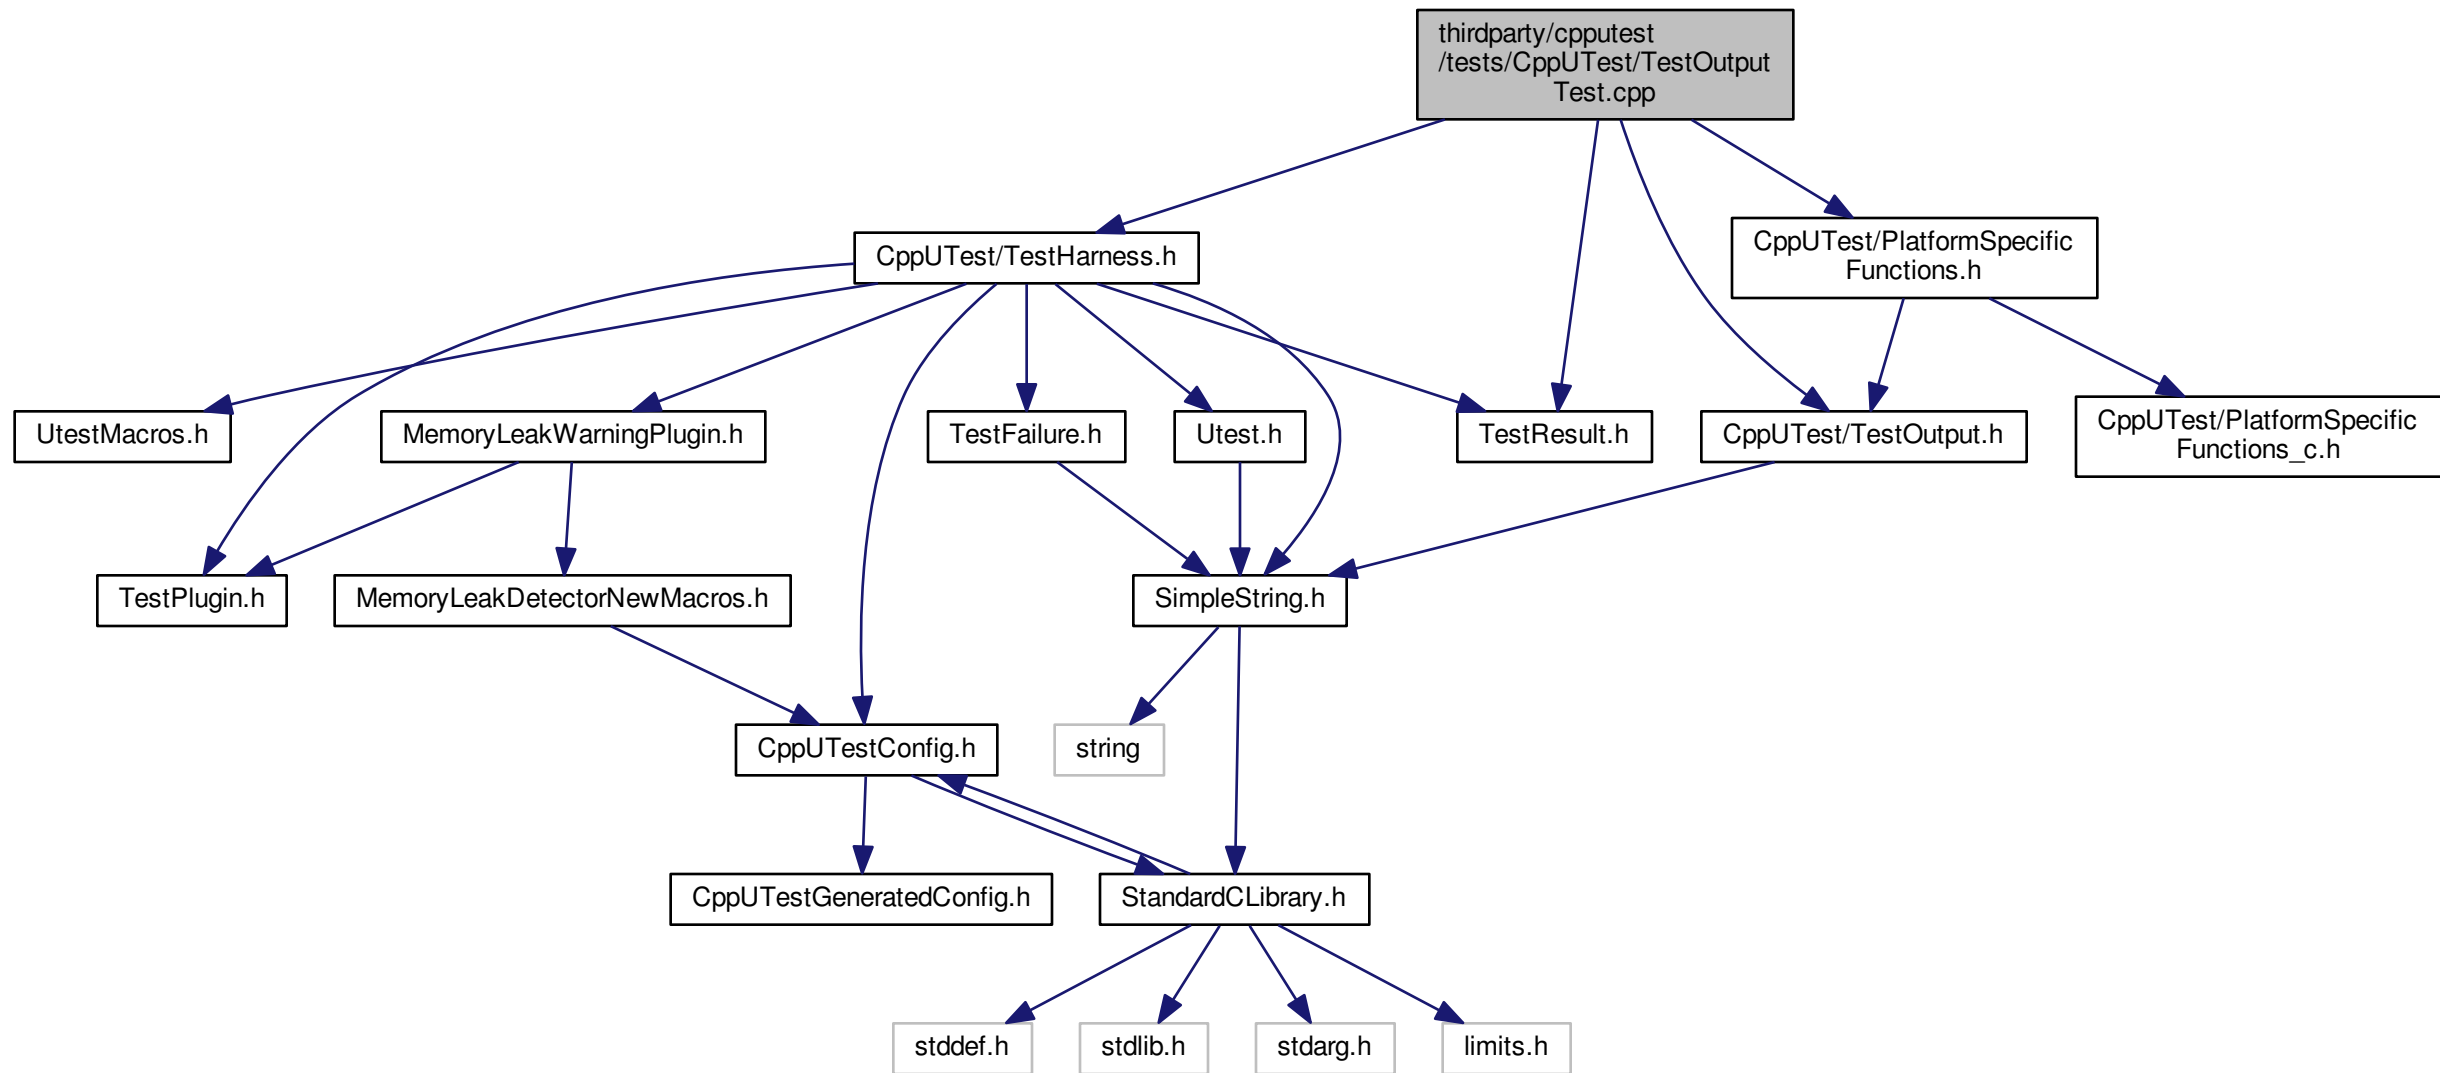 thirdparty/cpputest
/tests/CppUTest/TestOutput
Test.cpp
CppUTest/TestHarness.h
CppUTest/PlatformSpecific
Functions.h
UtestMacros.h
MemoryLeakWarningPlugin.h
TestFailure.h
Utest.h
TestResult.h
CppUTest/TestOutput.h
CppUTest/PlatformSpecific
Functions_c.h
TestPlugin.h
MemoryLeakDetectorNewMacros.h
SimpleString.h
CppUTestConfig.h
string
CppUTestGeneratedConfig.h
StandardCLibrary.h
stddef.h
stdlib.h
stdarg.h
limits.h